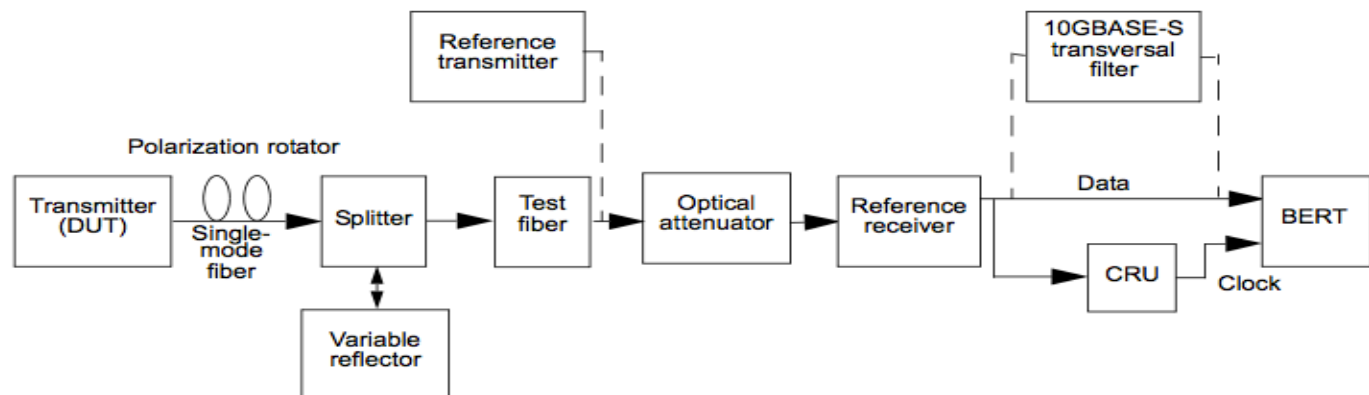 Reference
transmitter
10GBASE-S
transversal
filter
Polarization rotator
Transmitter
(DUT)
Single-
mode
fiber
Splitter
Test
fiber
Optical
attenuator
Reference
receiver
Data
BERT
CRU
Clock
Variable
reflector